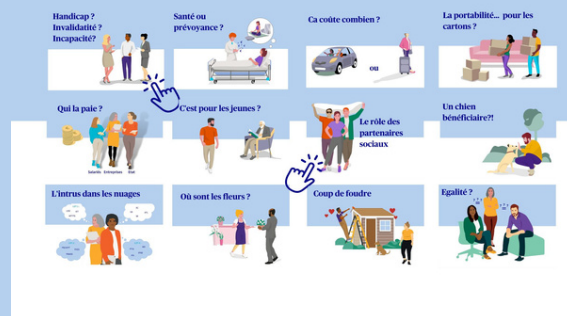 Handicap ?
Invalidatité ?
Incapacité?
Santé ou
prévoyance ?
Ca coûte combien ?
ou
La portabilité... pour les
cartons ?
Qui la paie ?
Salariés Entreprises Etat
C'est pour les jeunes ?
Le rôle des
partenaires
sociaux
Un chien
bénéficiaire?!
L'intrus dans les nuages
Où sont les fleurs ?
Coup de foudre
Egalité ?